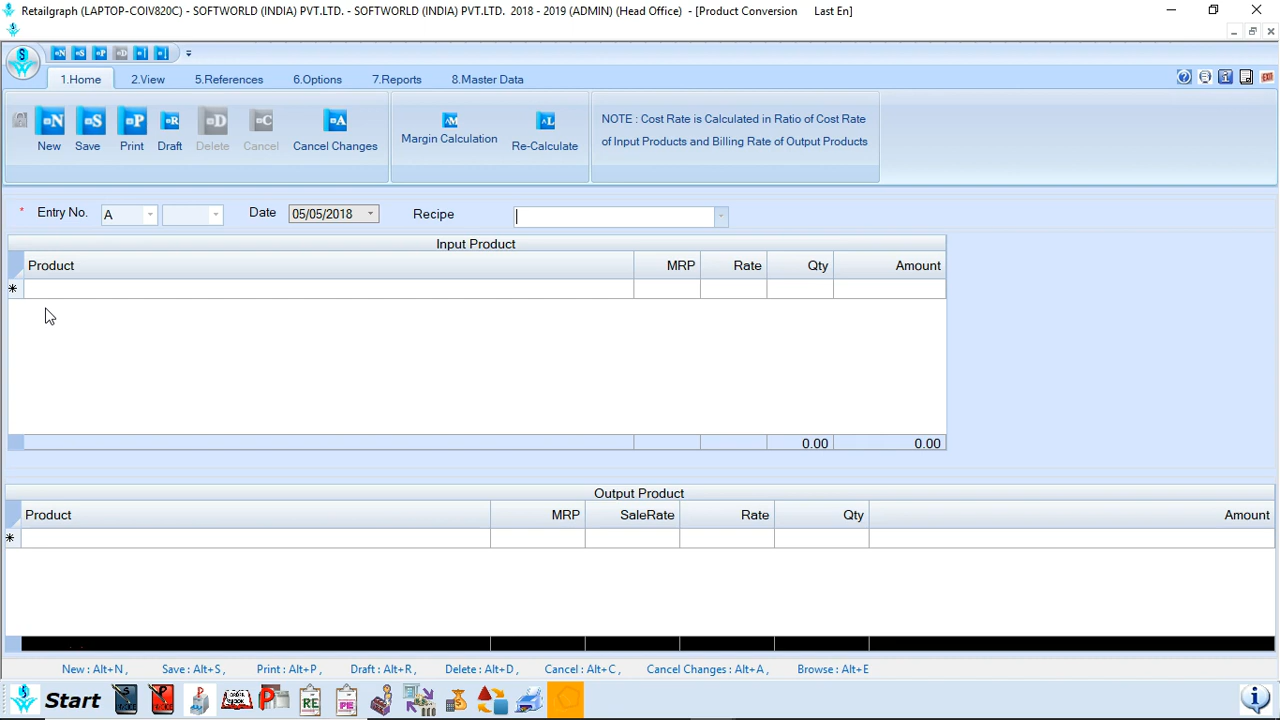 Retailgraph (LAPTOP-COIV820C) - SOFTWORLD (INDIA) PVT.LTD. - SOFTWORLD (INDIA) PVT.LTD. 2018 - 2019 (ADMIN) (Head Office) - [Product Conversion Last En]
1.Home 2.View 5.References 6.Options 7.Reports 8.Master Data
New Save Print Draft Delete Cancel Cancel Changes Margin Calculation Re-Calculate
NOTE : Cost Rate is Calculated in Ratio of Cost Rate
of Input Products and Billing Rate of Output Products
* Entry No. A Date 05/05/2018 Recipe
Input Product
Product MRP Rate Qty Amount
0.00 0.00
Output Product
Product MRP SaleRate Rate Qty Amount
New : Alt+N , Save : Alt+S , Print : Alt+P , Draft : Alt+R , Delete : Alt+D , Cancel : Alt+C , Cancel Changes : Alt+A , Browse : Alt+E
Start RE PE